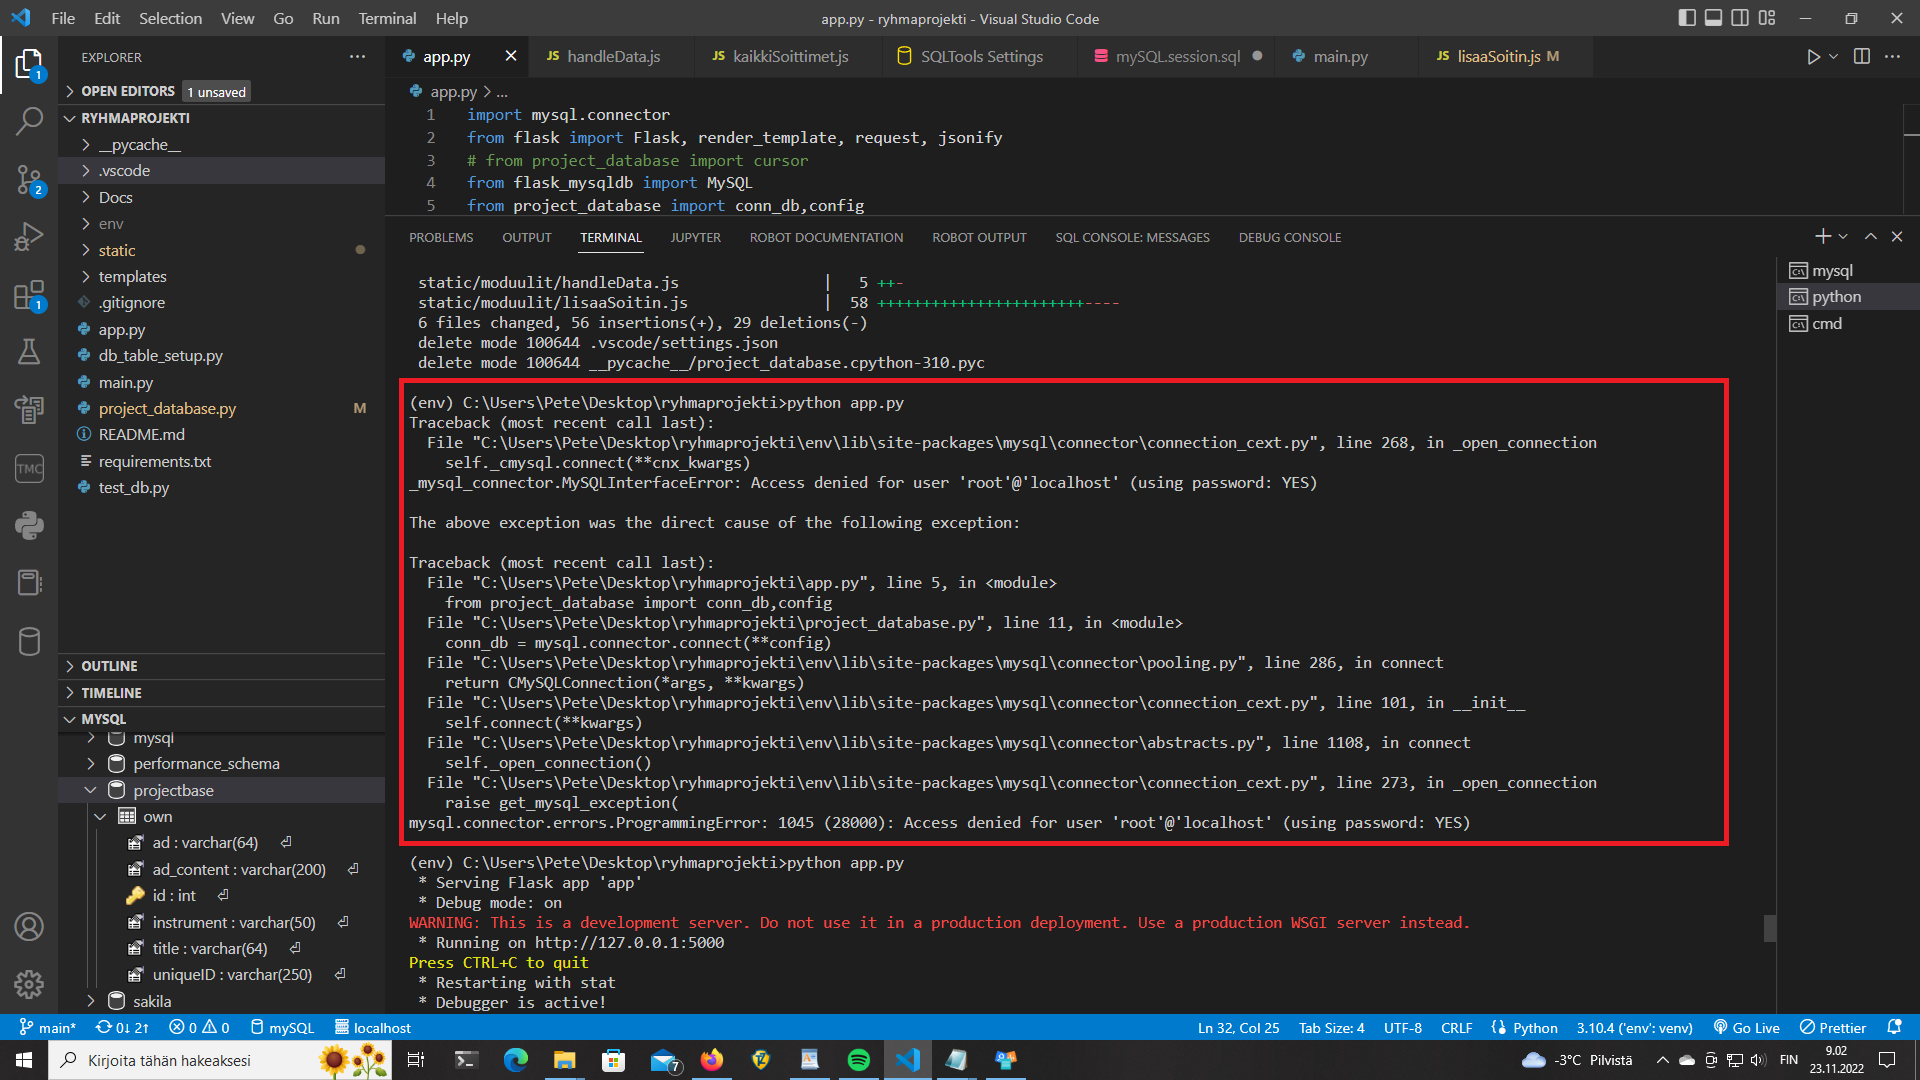 File Edit Selection View Go Run Terminal Help
app.py - ryhmaprojekti - Visual Studio Code
EXPLORER
OPEN EDITORS 1 unsaved
RYHMAPROJEKTI
__pycache__
.vscode
Docs
env
static
templates
.gitignore
app.py
db_table_setup.py
main.py
project_database.py M
README.md
requirements.txt
test_db.py
OUTLINE
TIMELINE
MYSQL
mysql
performance_schema
projectbase
own
ad : varchar(64)
ad_content : varchar(200)
id : int
instrument : varchar(50)
title : varchar(64)
uniqueID : varchar(250)
sakila
1
2
1
TMC
app.py
JS handleData.js
JS kaikkiSoittimet.js
SQLTools Settings
mySQL.session.sql
main.py
JS lisaaSoitin.js M
app.py > ...
1 import mysql.connector
2 from flask import Flask, render_template, request, jsonify
3 # from project_database import cursor
4 from flask_mysqldb import MySQL
5 from project_database import conn_db,config
PROBLEMS OUTPUT TERMINAL JUPYTER ROBOT DOCUMENTATION ROBOT OUTPUT SQL CONSOLE: MESSAGES DEBUG CONSOLE
mysql
python
cmd
static/moduulit/handleData.js | 5 ++-
static/moduulit/lisaaSoitin.js | 58 +++++++++++++++++++++++----
6 files changed, 56 insertions(+), 29 deletions(-)
delete mode 100644 .vscode/settings.json
delete mode 100644 __pycache__/project_database.cpython-310.pyc
(env) C:\Users\Pete\Desktop\ryhmaprojekti>python app.py
Traceback (most recent call last):
File "C:\Users\Pete\Desktop\ryhmaprojekti\env\lib\site-packages\mysql\connector\connection_cext.py", line 268, in _open_connection
self._cmysql.connect(**cnx_kwargs)
_mysql_connector.MySQLInterfaceError: Access denied for user 'root'@'localhost' (using password: YES)
The above exception was the direct cause of the following exception:
Traceback (most recent call last):
File "C:\Users\Pete\Desktop\ryhmaprojekti\app.py", line 5, in <module>
from project_database import conn_db,config
File "C:\Users\Pete\Desktop\ryhmaprojekti\project_database.py", line 11, in <module>
conn_db = mysql.connector.connect(**config)
File "C:\Users\Pete\Desktop\ryhmaprojekti\env\lib\site-packages\mysql\connector\pooling.py", line 286, in connect
return CMySQLConnection(*args, **kwargs)
File "C:\Users\Pete\Desktop\ryhmaprojekti\env\lib\site-packages\mysql\connector\connection_cext.py", line 101, in __init__
self.connect(**kwargs)
File "C:\Users\Pete\Desktop\ryhmaprojekti\env\lib\site-packages\mysql\connector\abstracts.py", line 1108, in connect
self._open_connection()
File "C:\Users\Pete\Desktop\ryhmaprojekti\env\lib\site-packages\mysql\connector\connection_cext.py", line 273, in _open_connection
raise get_mysql_exception(
mysql.connector.errors.ProgrammingError: 1045 (28000): Access denied for user 'root'@'localhost' (using password: YES)
(env) C:\Users\Pete\Desktop\ryhmaprojekti>python app.py
* Serving Flask app 'app'
* Debug mode: on
WARNING: This is a development server. Do not use it in a production deployment. Use a production WSGI server instead.
* Running on http://127.0.0.1:5000
Press CTRL+C to quit
* Restarting with stat
* Debugger is active!
main* 0↓ 2↑ 0 0 mySQL localhost
Ln 32, Col 25 Tab Size: 4 UTF-8 CRLF Python 3.10.4 ('env': venv) Go Live Prettier
Kirjoita tähän hakeaksesi
7
-3°C Pilvistä
FIN
9.02
23.11.2022